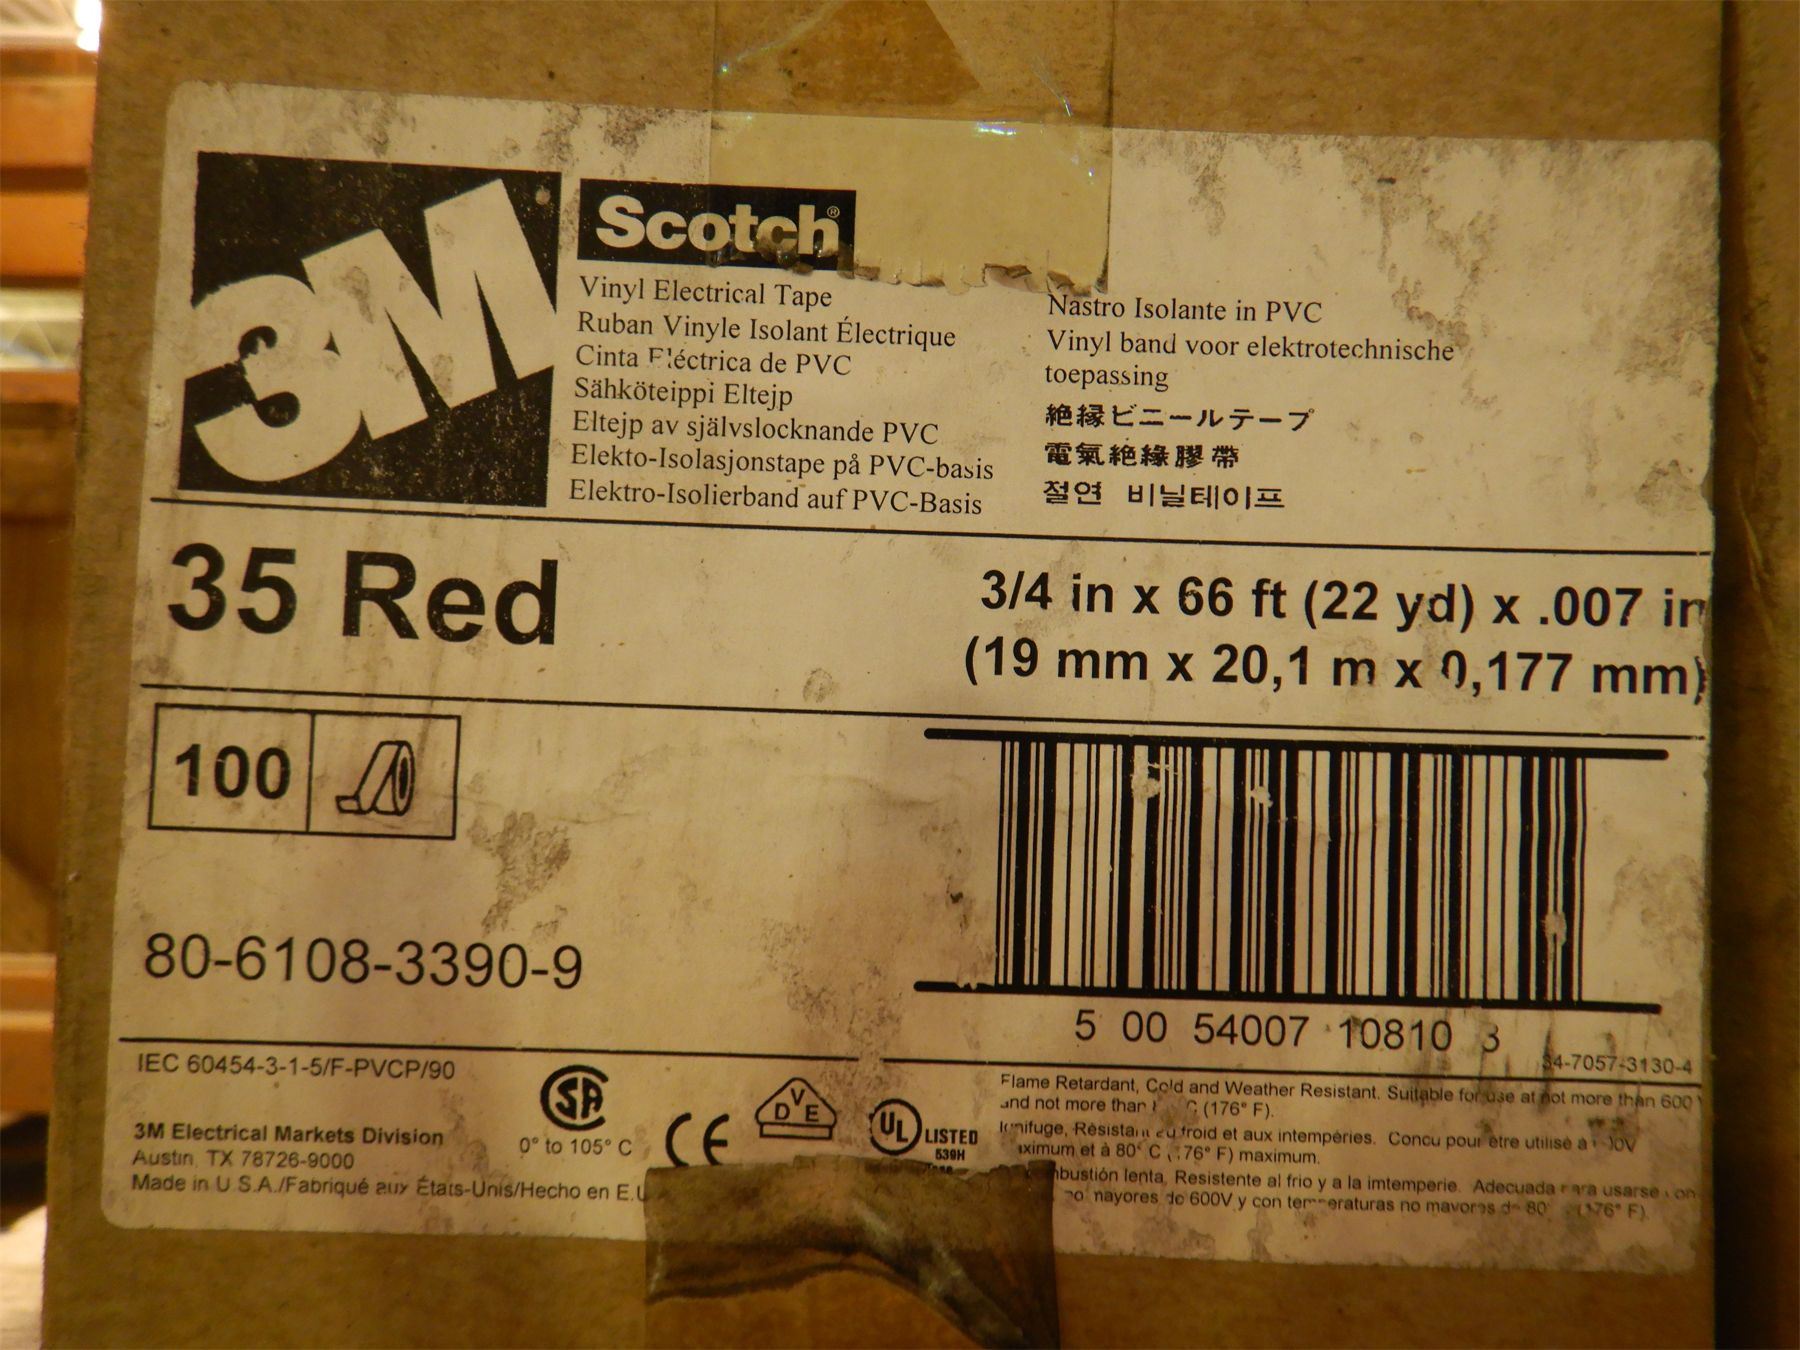 3M
Scotch®
Vinyl Electrical Tape
Ruban Vinyle Isolant Électrique
Cinta Eléctrica de PVC
Sähköteippi Eltejp
Eltejp av självslocknande PVC
Elekto-Isolasjonstape på PVC-basis
Elektro-Isolierband auf PVC-Basis
Nastro Isolante in PVC
Vinyl band voor elektrotechnische
toepassing
絶縁ビニールテープ
電氣絶緣膠帶
절연 비닐테이프
35 Red
3/4 in x 66 ft (22 yd) x .007 in
(19 mm x 20,1 m x 0,177 mm)
100
80-6108-3390-9
5 00 54007 10810 3
34-7057-3130-4
IEC 60454-3-1-5/F-PVCP/90
3M Electrical Markets Division
Austin, TX 78726-9000
Made in U.S.A./Fabriqué aux États-Unis/Hecho en E.U
CSA
0° to 105° C
CE
DVE
UL LISTED
539H
Flame Retardant, Cold and Weather Resistant. Suitable for use at not more than 600
and not more than C (176° F).
Ignifuge, Résistant au froid et aux intempéries. Concu pour être utilisé à
maximum et à 80° C (176° F) maximum.
combustión lenta, Resistente al frio y a la imtemperie. Adecuada para usarse con
no mayores de 600V y con temperaturas no mayores de 80° (176° F).